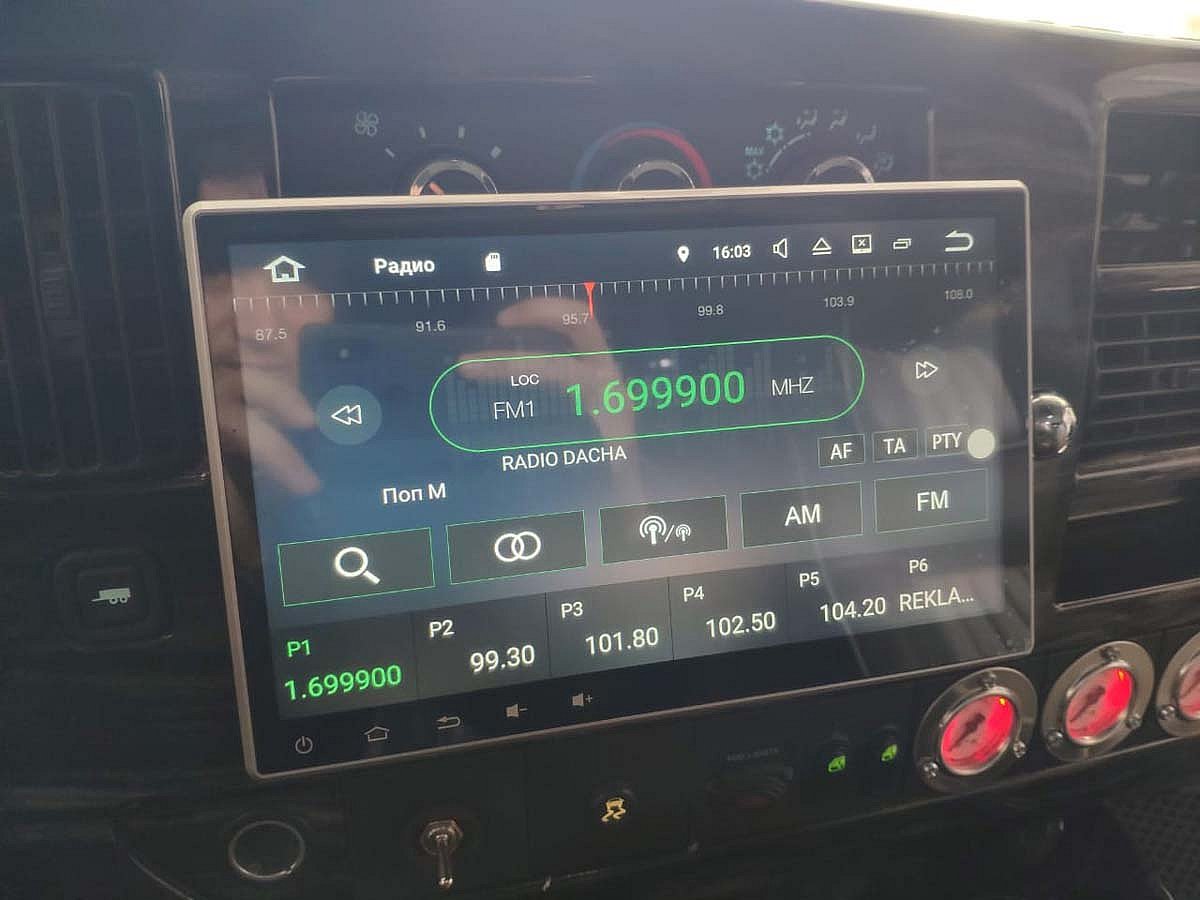 MAX
Радио 16:03
87.5 91.6 95.7 99.8 103.9 108.0
LOC
FM1 1.699900 MHZ
RADIO DACHA AF TA PTY
Поп М
AM FM
P1 P2 P3 P4 P5 P6
1.699900 99.30 101.80 102.50 104.20 REKLA...